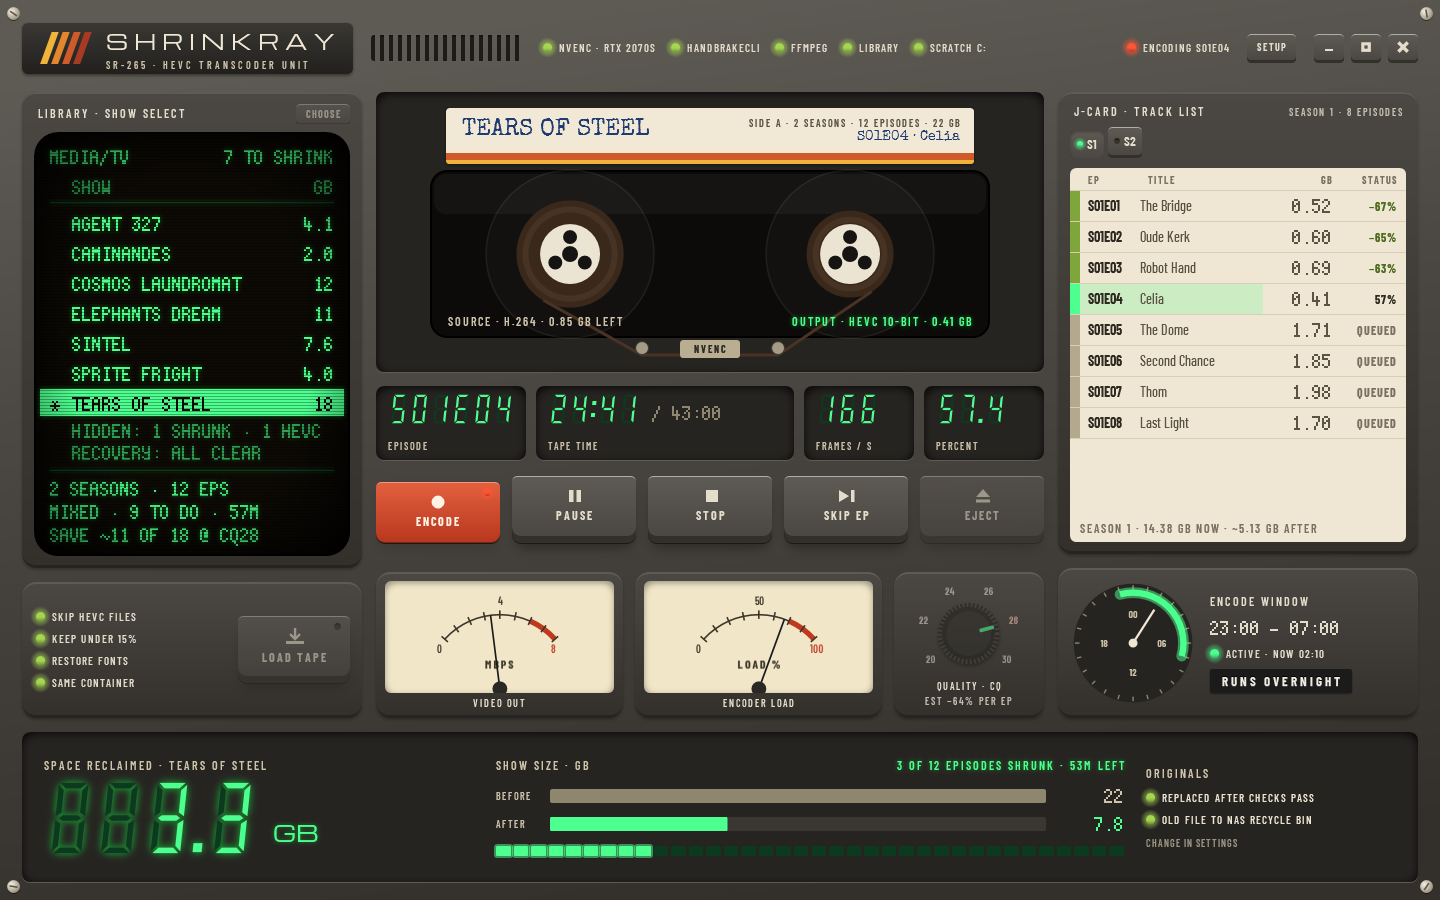 SHRINKRAY
SR-265 · HEVC TRANSCODER UNIT
NVENC · RTX 2070S
HANDBRAKECLI
FFMPEG
LIBRARY
SCRATCH C:
ENCODING S01E04
SETUP
LIBRARY · SHOW SELECT
CHOOSE
MEDIA/TV 7 TO SHRINK
SHOW GB
AGENT 327 4.1
CAMINANDES 2.0
COSMOS LAUNDROMAT 12
ELEPHANTS DREAM 11
SINTEL 7.6
SPRITE FRIGHT 4.0
* TEARS OF STEEL 18
HIDDEN: 1 SHRUNK · 1 HEVC
RECOVERY: ALL CLEAR
2 SEASONS · 12 EPS
MIXED · 9 TO DO · 57M
SAVE ~11 OF 18 @ CQ28
TEARS OF STEEL
SIDE A · 2 SEASONS · 12 EPISODES · 22 GB
S01E04 · Celia
SOURCE · H.264 · 0.85 GB LEFT
OUTPUT · HEVC 10-BIT · 0.41 GB
NVENC
S01E04
EPISODE
24:41 / 43:00
TAPE TIME
166
FRAMES / S
57.4
PERCENT
ENCODE
PAUSE
STOP
SKIP EP
EJECT
J-CARD · TRACK LIST
SEASON 1 · 8 EPISODES
S1
S2
EP TITLE GB STATUS
S01E01 The Bridge 0.52 −67%
S01E02 Oude Kerk 0.60 −65%
S01E03 Robot Hand 0.69 −63%
S01E04 Celia 0.41 57%
S01E05 The Dome 1.71 QUEUED
S01E06 Second Chance 1.85 QUEUED
S01E07 Thom 1.98 QUEUED
S01E08 Last Light 1.70 QUEUED
SEASON 1 · 14.38 GB NOW · ~5.13 GB AFTER
SKIP HEVC FILES
KEEP UNDER 15%
RESTORE FONTS
SAME CONTAINER
LOAD TAPE
0 4 8
MBPS
VIDEO OUT
0 50 100
LOAD %
ENCODER LOAD
24 26
22 28
20 30
QUALITY · CQ
EST −64% PER EP
00
18 06
12
ENCODE WINDOW
23:00 – 07:00
ACTIVE · NOW 02:10
RUNS OVERNIGHT
SPACE RECLAIMED · TEARS OF STEEL
3.3 GB
SHOW SIZE · GB
3 OF 12 EPISODES SHRUNK · 53M LEFT
BEFORE 22
AFTER 7.8
ORIGINALS
REPLACED AFTER CHECKS PASS
OLD FILE TO NAS RECYCLE BIN
CHANGE IN SETTINGS